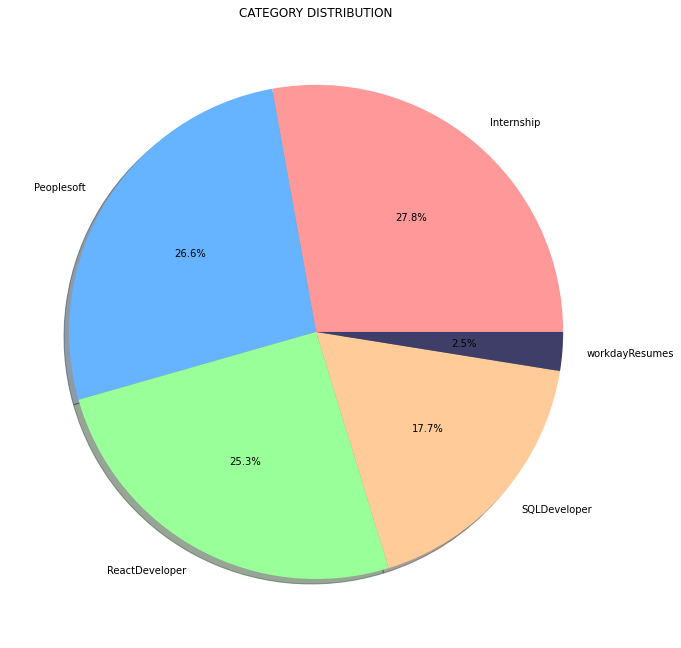 CATEGORY DISTRIBUTION
Internship
27.8%
Peoplesoft
26.6%
2.5%
workdayResumes
17.7%
25.3%
SQLDeveloper
ReactDeveloper